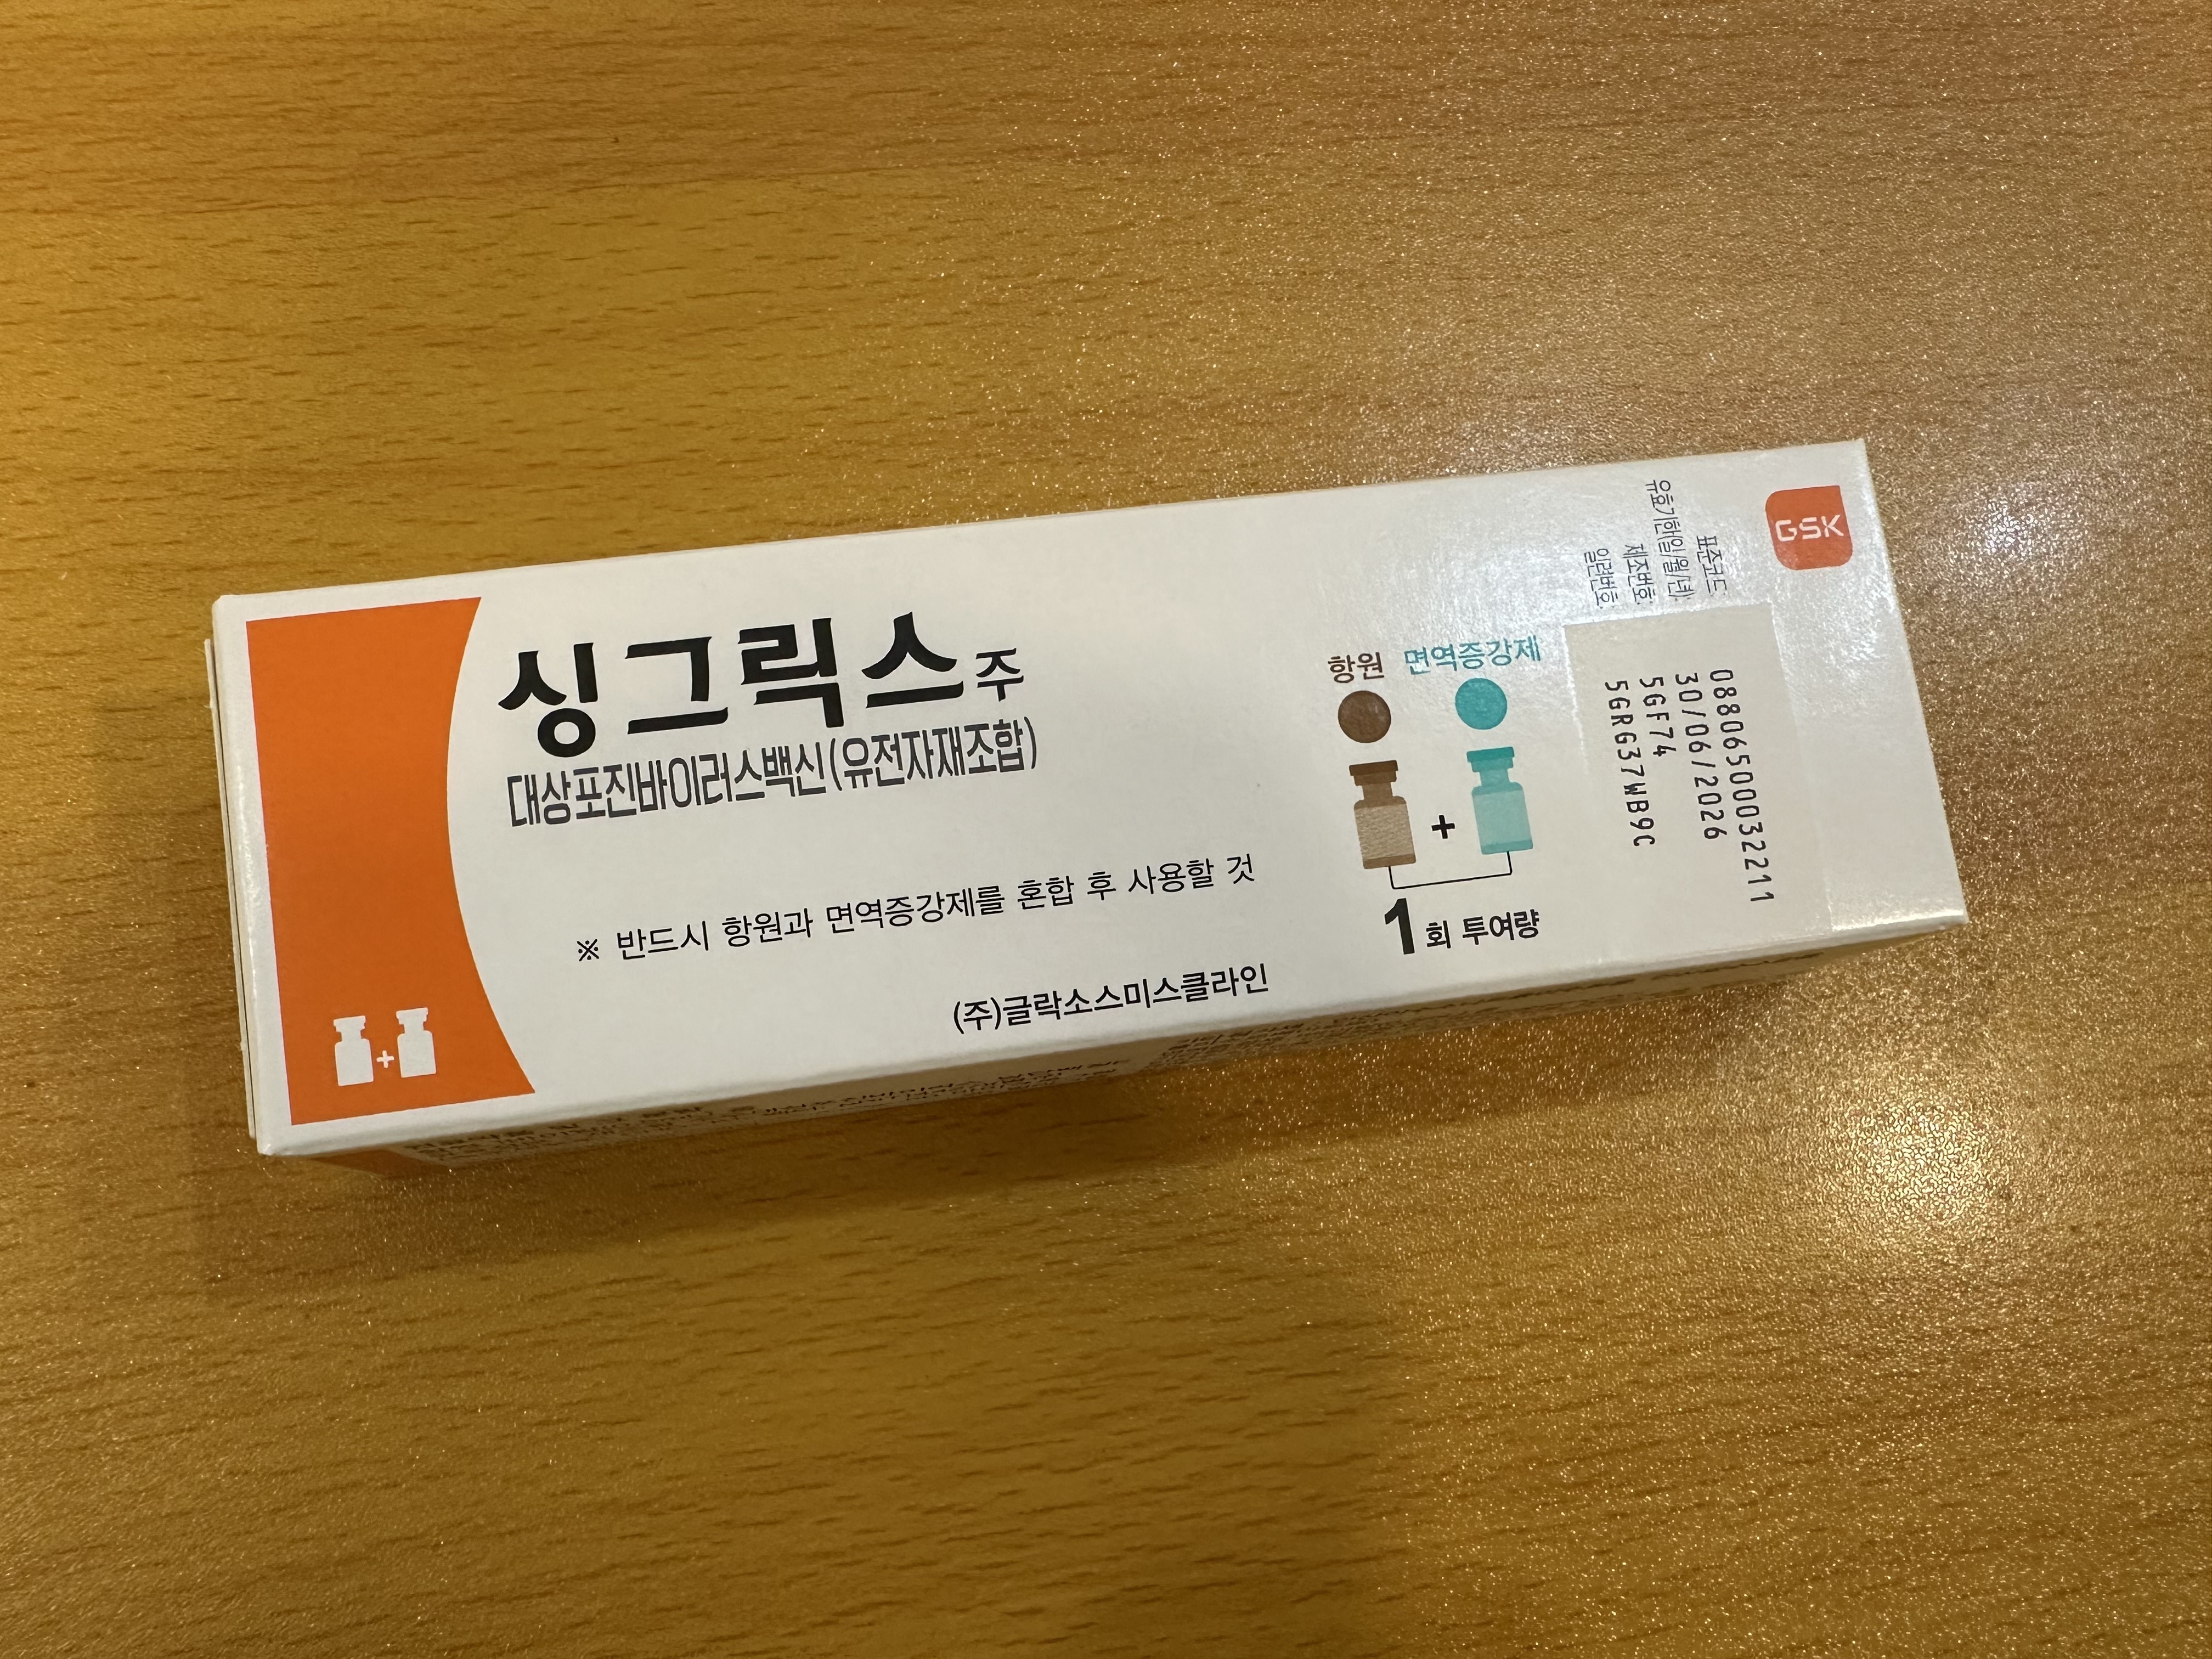 싱그릭스주
대상포진바이러스백신(유전자재조합)
※ 반드시 항원과 면역증강제를 혼합 후 사용할 것
(주)글락소스미스클라인
항원 면역증강제
+
1회 투여량
표준코드: 08806500032211
유효기한(일/월/년): 30/06/2026
제조번호: 5GF74
일련번호: 5GRG37WB9C
GSK
+